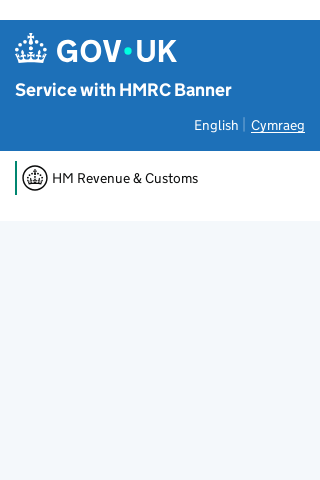 GOV·UK
Service with HMRC Banner
English
Cymraeg
HM Revenue & Customs